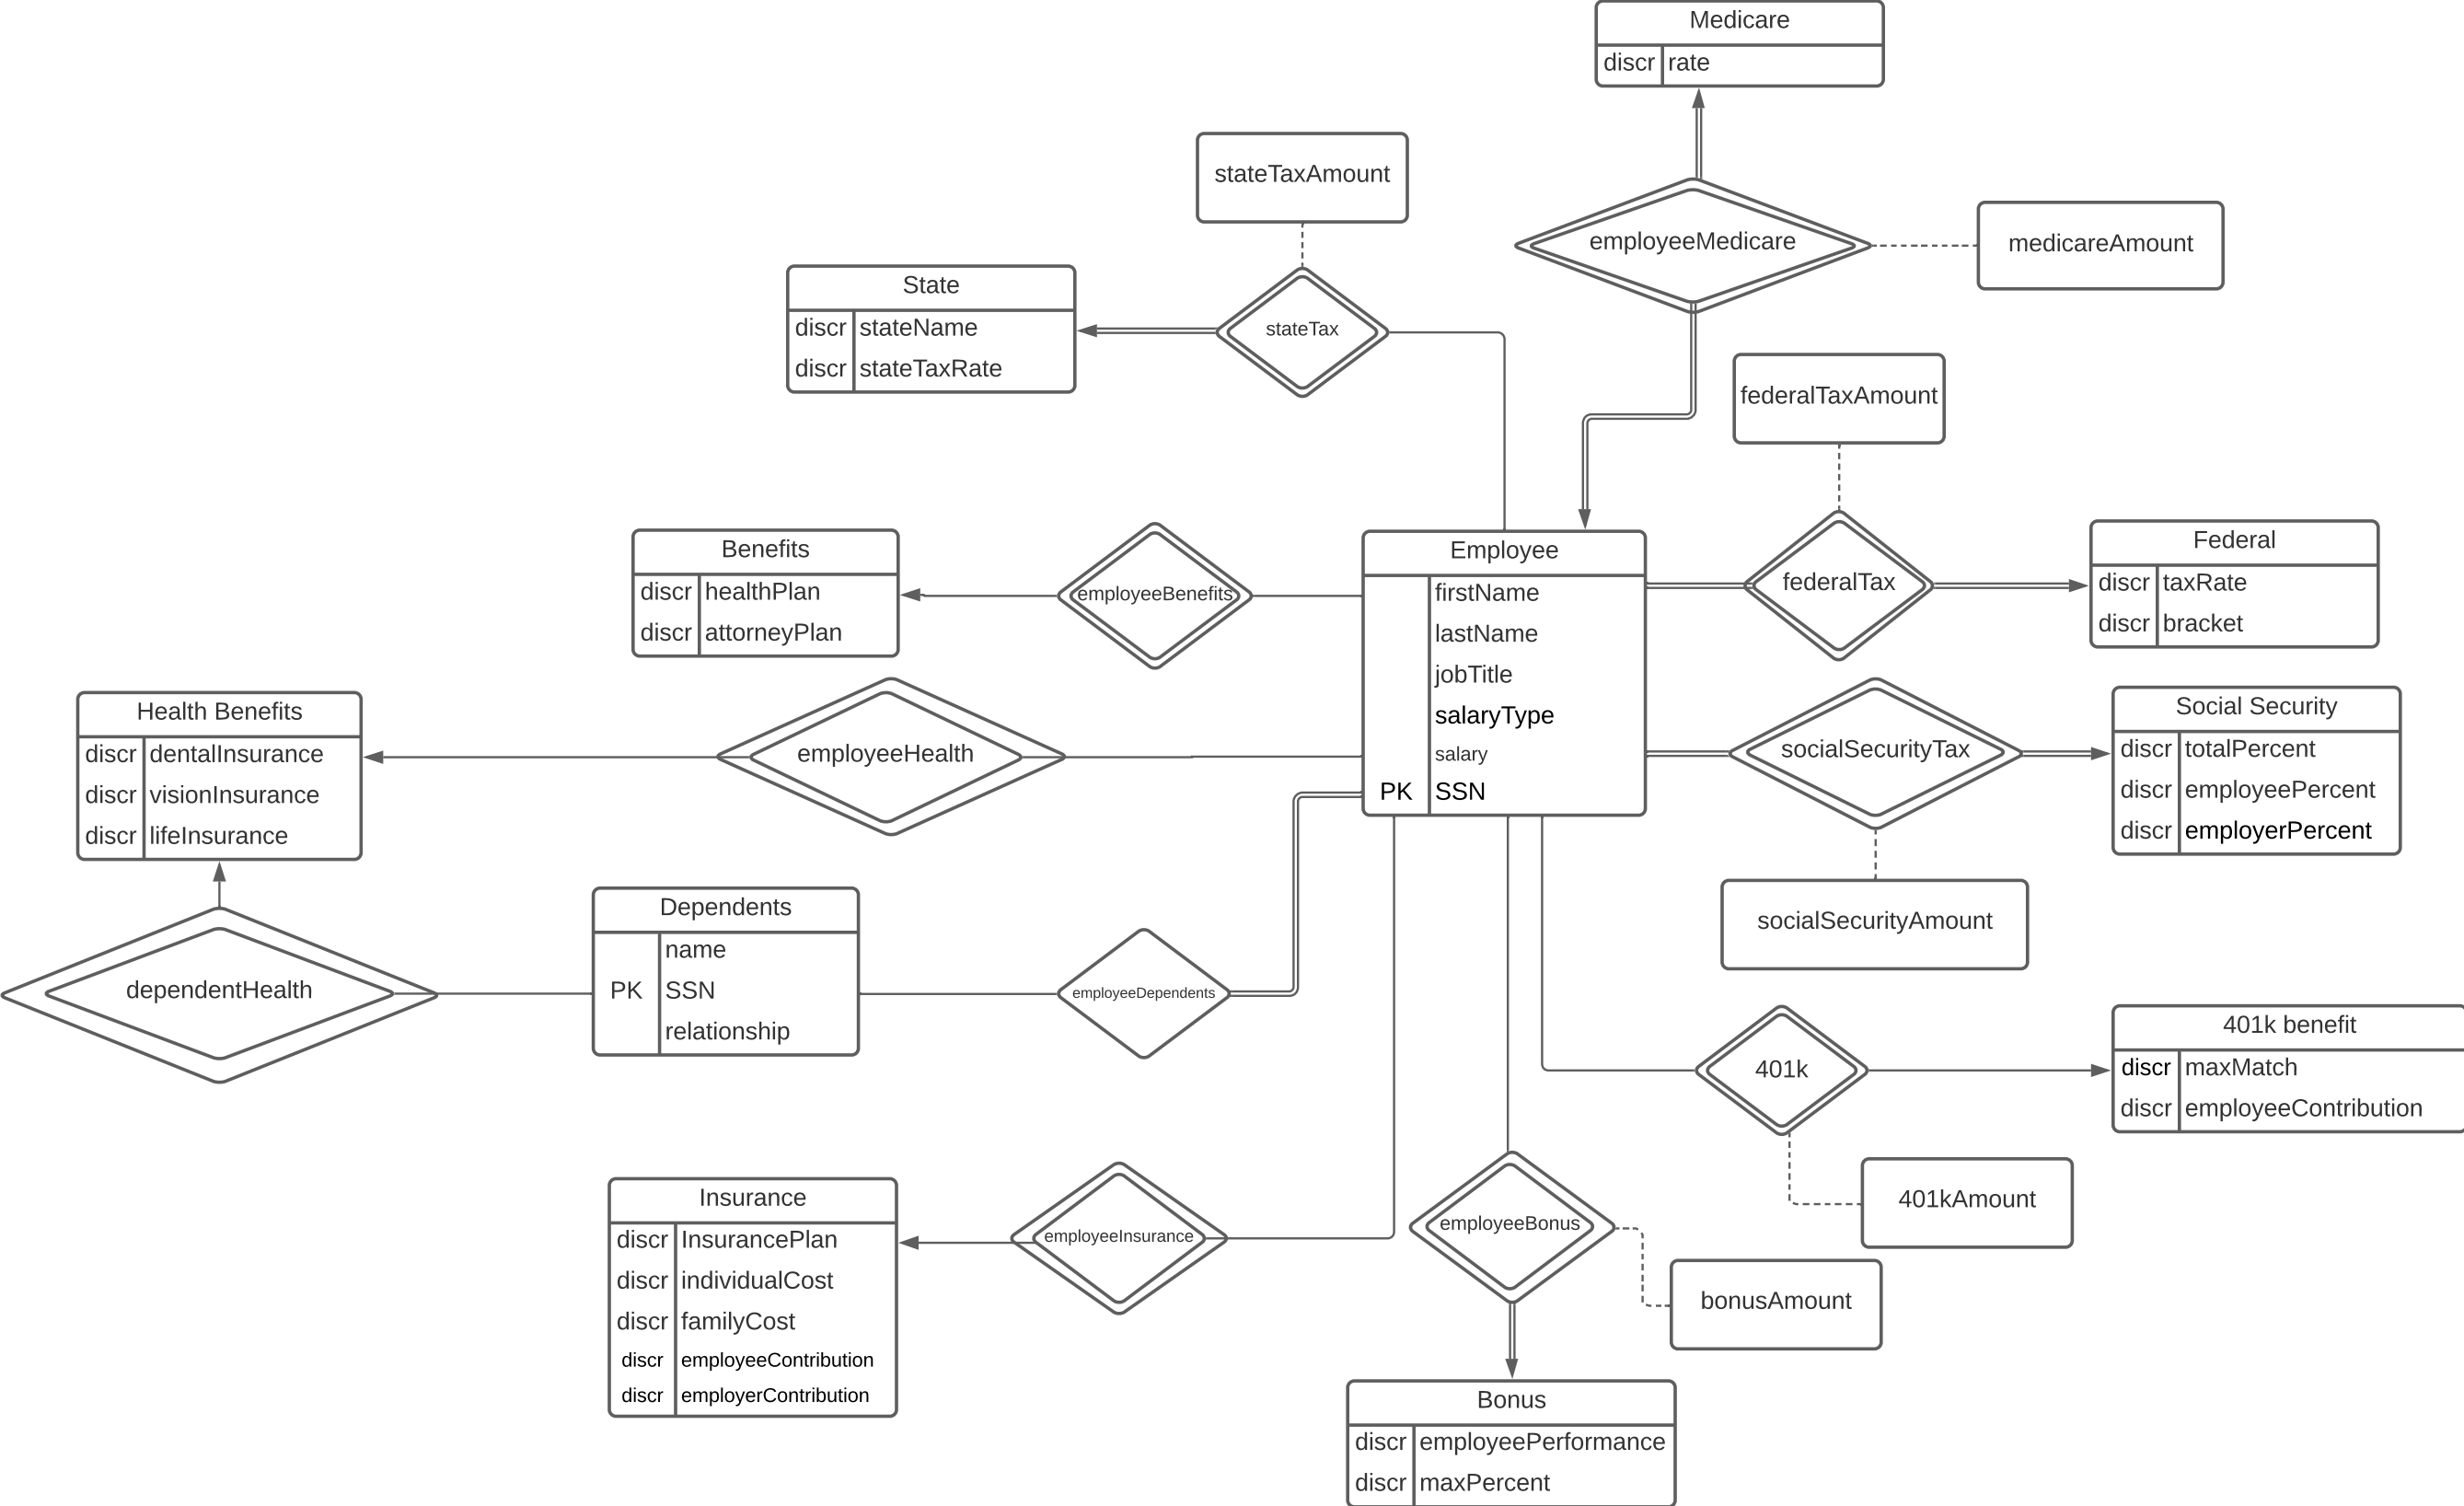 Medicare
discr rate
stateTaxAmount
employeeMedicare
medicareAmount
State
discr stateName
discr stateTaxRate
stateTax
federalTaxAmount
Benefits
discr healthPlan
discr attorneyPlan
employeeBenefits
Employee
firstName
lastName
jobTitle
salaryType
salary
PK SSN
federalTax
Federal
discr taxRate
discr bracket
Health Benefits
discr dentalInsurance
discr visionInsurance
discr lifeInsurance
employeeHealth
socialSecurityTax
Social Security
discr totalPercent
discr employeePercent
discr employerPercent
socialSecurityAmount
dependentHealth
Dependents
name
PK SSN
relationship
employeeDependents
401k
401k benefit
discr maxMatch
discr employeeContribution
401kAmount
Insurance
discr InsurancePlan
discr individualCost
discr familyCost
discr employeeContribution
discr employerContribution
employeeInsurance
employeeBonus
bonusAmount
Bonus
discr employeePerformance
discr maxPercent